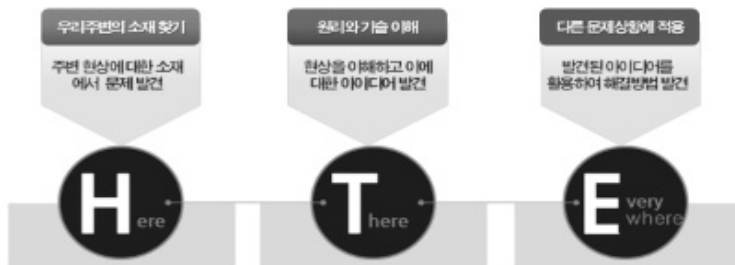 우리주변의 소재 찾기
주변 현상에 대한 소재
에서 문제 발견
원리와 기술 이해
현상을 이해하고 이에
대한 아이디어 발견
다른 문제상황에 적용
발견된 아이디어를
활용하여 해결방법 발견
Here
There
Every
where